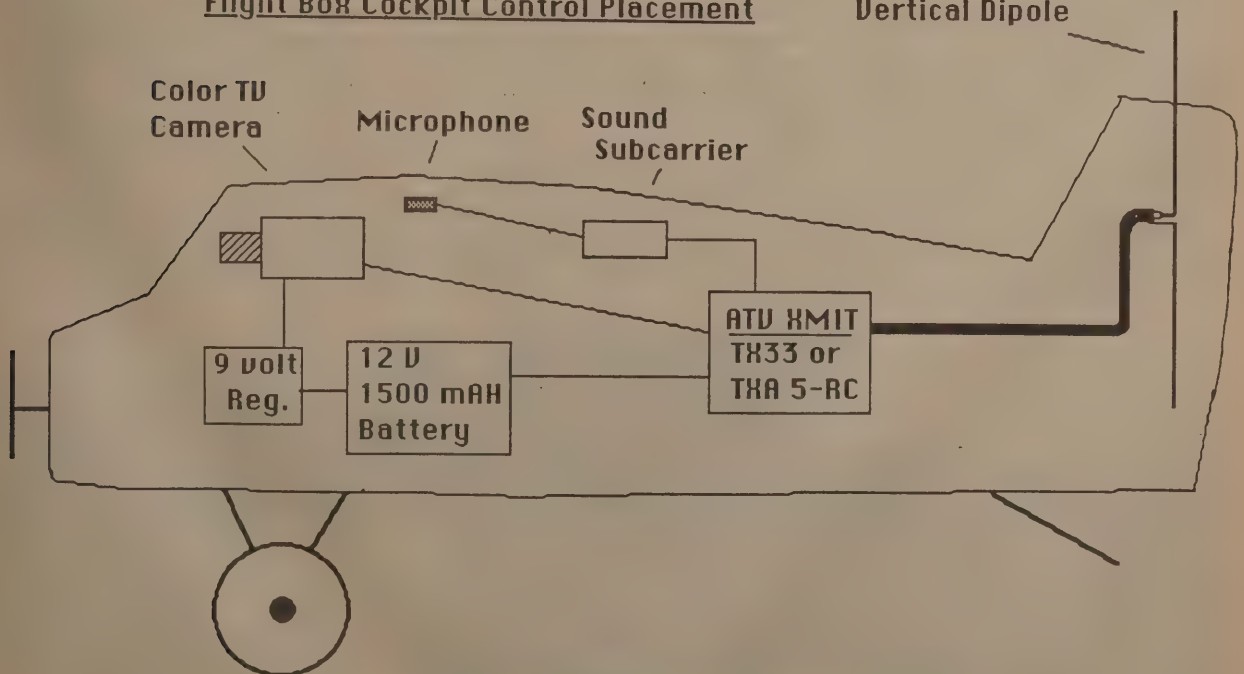 Flight Box Cockpit Control Placement
Vertical Dipole
Color TV
Camera
Microphone
Sound
Subcarrier
9 volt
Reg.
12 V
1500 mAH
Battery
ATV XMIT
TX33 or
TXA 5-RC